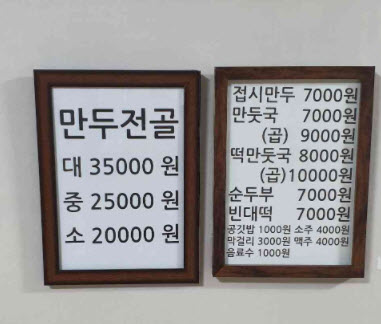 만두전골
대 35000 원
중 25000 원
소 20000 원
접시만두 7000원
만둣국 7000원
(곱) 9000원
떡만둣국 8000원
(곱)10000원
순두부 7000원
빈대떡 7000원
공깃밥 1000원 소주 4000원
막걸리 3000원 맥주 4000원
음료수 1000원